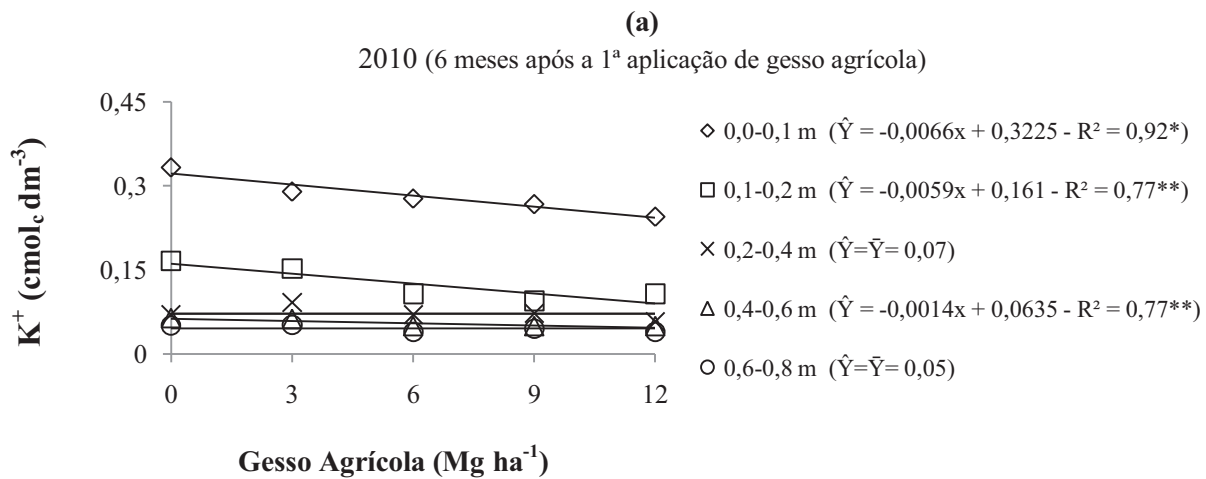 (a)
2010 (6 meses após a 1ª aplicação de gesso agrícola)
K⁺ (cmol꜀ dm⁻³)
0,45
0,3
0,15
0
0 3 6 9 12
Gesso Agrícola (Mg ha⁻¹)
0,0-0,1 m (Ŷ = -0,0066x + 0,3225 - R² = 0,92*)
0,1-0,2 m (Ŷ = -0,0059x + 0,161 - R² = 0,77**)
0,2-0,4 m (Ŷ=Ȳ= 0,07)
0,4-0,6 m (Ŷ = -0,0014x + 0,0635 - R² = 0,77**)
0,6-0,8 m (Ŷ=Ȳ= 0,05)